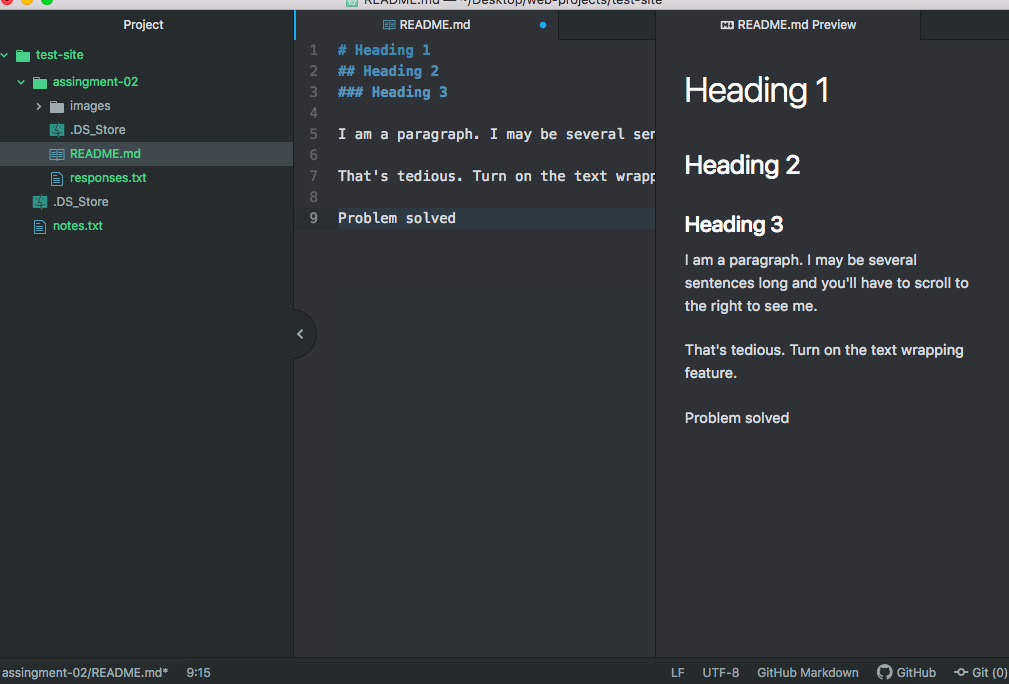 README.md — ~/Desktop/web-projects/test-site
Project
test-site
assingment-02
images
.DS_Store
README.md
responses.txt
.DS_Store
notes.txt
README.md
1 # Heading 1
2 ## Heading 2
3 ### Heading 3
4
5 I am a paragraph. I may be several sen
6
7 That's tedious. Turn on the text wrapp
8
9 Problem solved
README.md Preview
Heading 1
Heading 2
Heading 3
I am a paragraph. I may be several
sentences long and you'll have to scroll to
the right to see me.
That's tedious. Turn on the text wrapping
feature.
Problem solved
assingment-02/README.md* 9:15
LF UTF-8 GitHub Markdown GitHub Git (0)